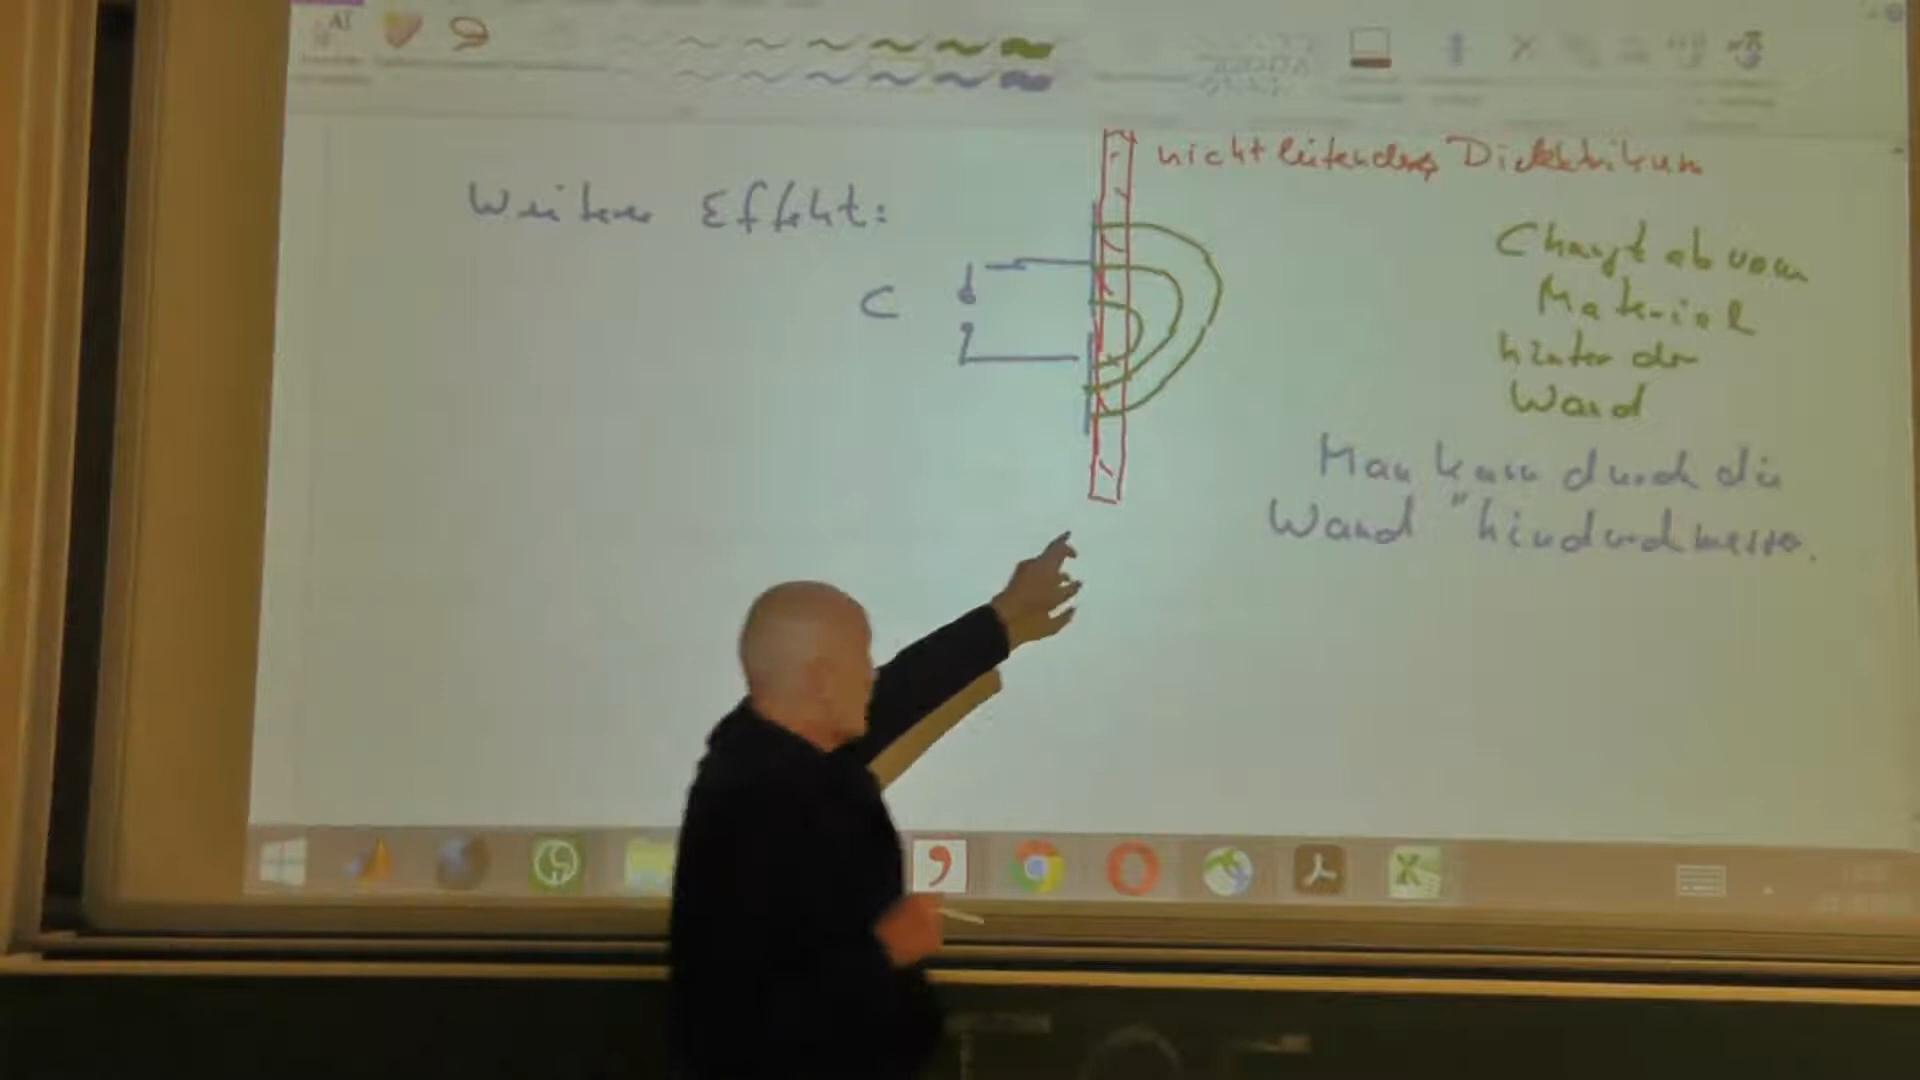 nichtleitendes Dielektrikum
Weiterer Effekt:
C
C hängt ab vom
Material
hinter der
Wand
Man kann durch die
Wand "hindurchmessen.